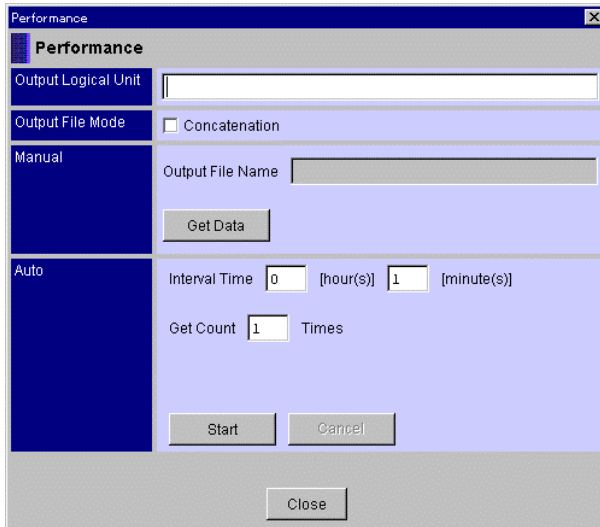 Performance
Performance
Output Logical Unit
Output File Mode
Concatenation
Manual
Output File Name
Get Data
Auto
Interval Time 0 [hour(s)] 1 [minute(s)]
Get Count 1 Times
Start Cancel
Close